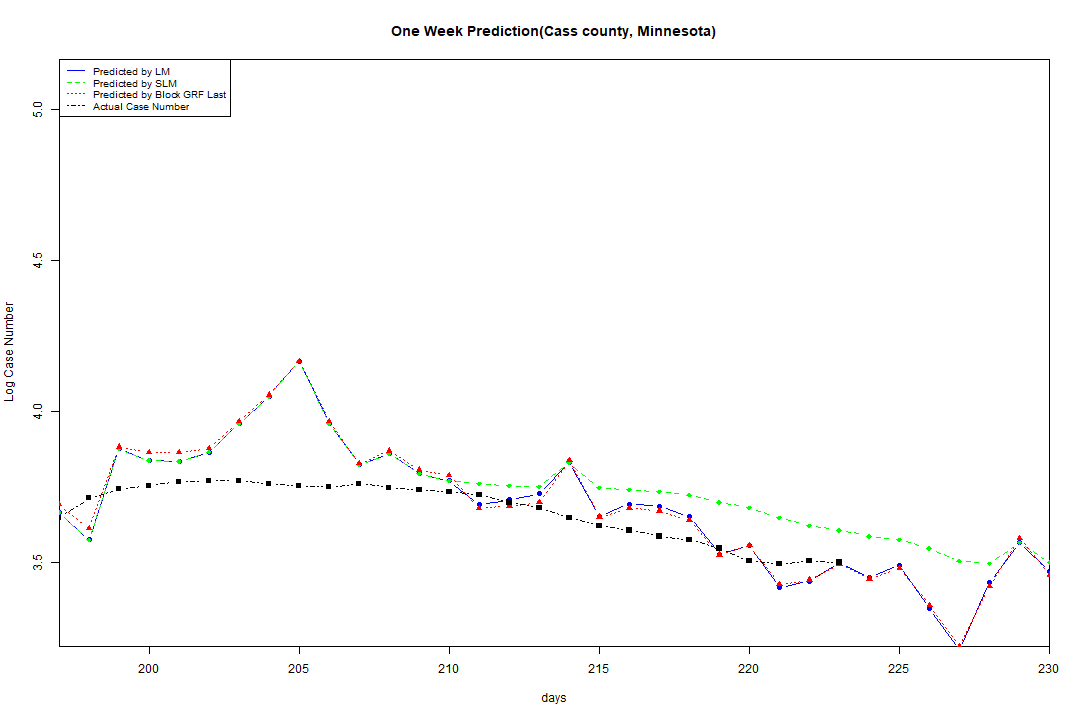 One Week Prediction(Cass county, Minnesota)
Predicted by LM
Predicted by SLM
Predicted by Block GRF Last
Actual Case Number
5.0
4.5
4.0
3.5
Log Case Number
200 205 210 215 220 225 230
days